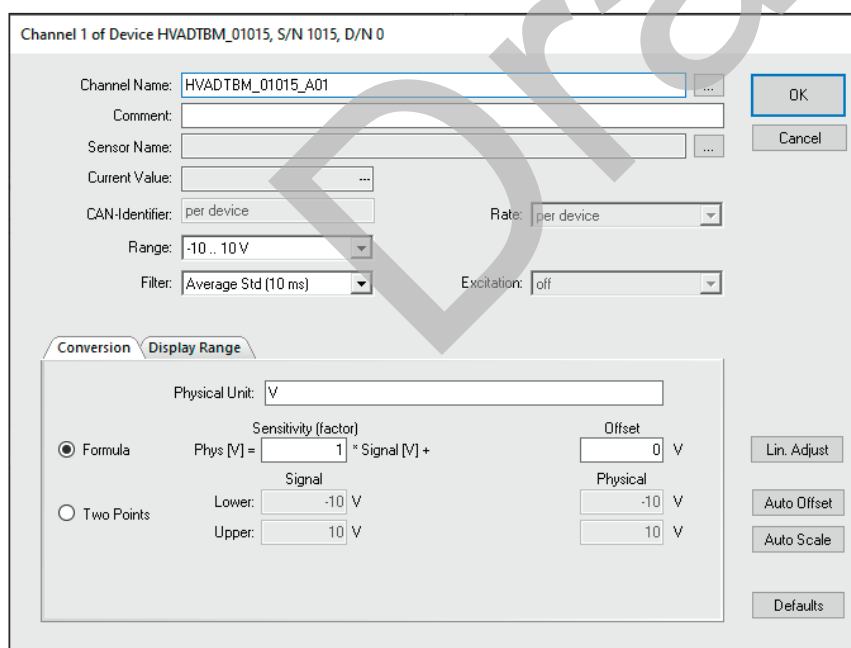 Channel 1 of Device HVADTBM_01015, S/N 1015, D/N 0
Channel Name: HVADTBM_01015_A01 ...
OK
Comment:
Cancel
Sensor Name: ...
Current Value: ---
CAN-Identifier: per device Rate: per device
Range: -10 .. 10 V
Filter: Average Std (10 ms) Excitation: off
Conversion Display Range
Physical Unit: V
Sensitivity (factor) Offset
Formula Phys [V] = 1 * Signal [V] + 0 V Lin. Adjust
Signal Physical
Lower: -10 V -10 V Auto Offset
Two Points
Upper: 10 V 10 V Auto Scale
Defaults